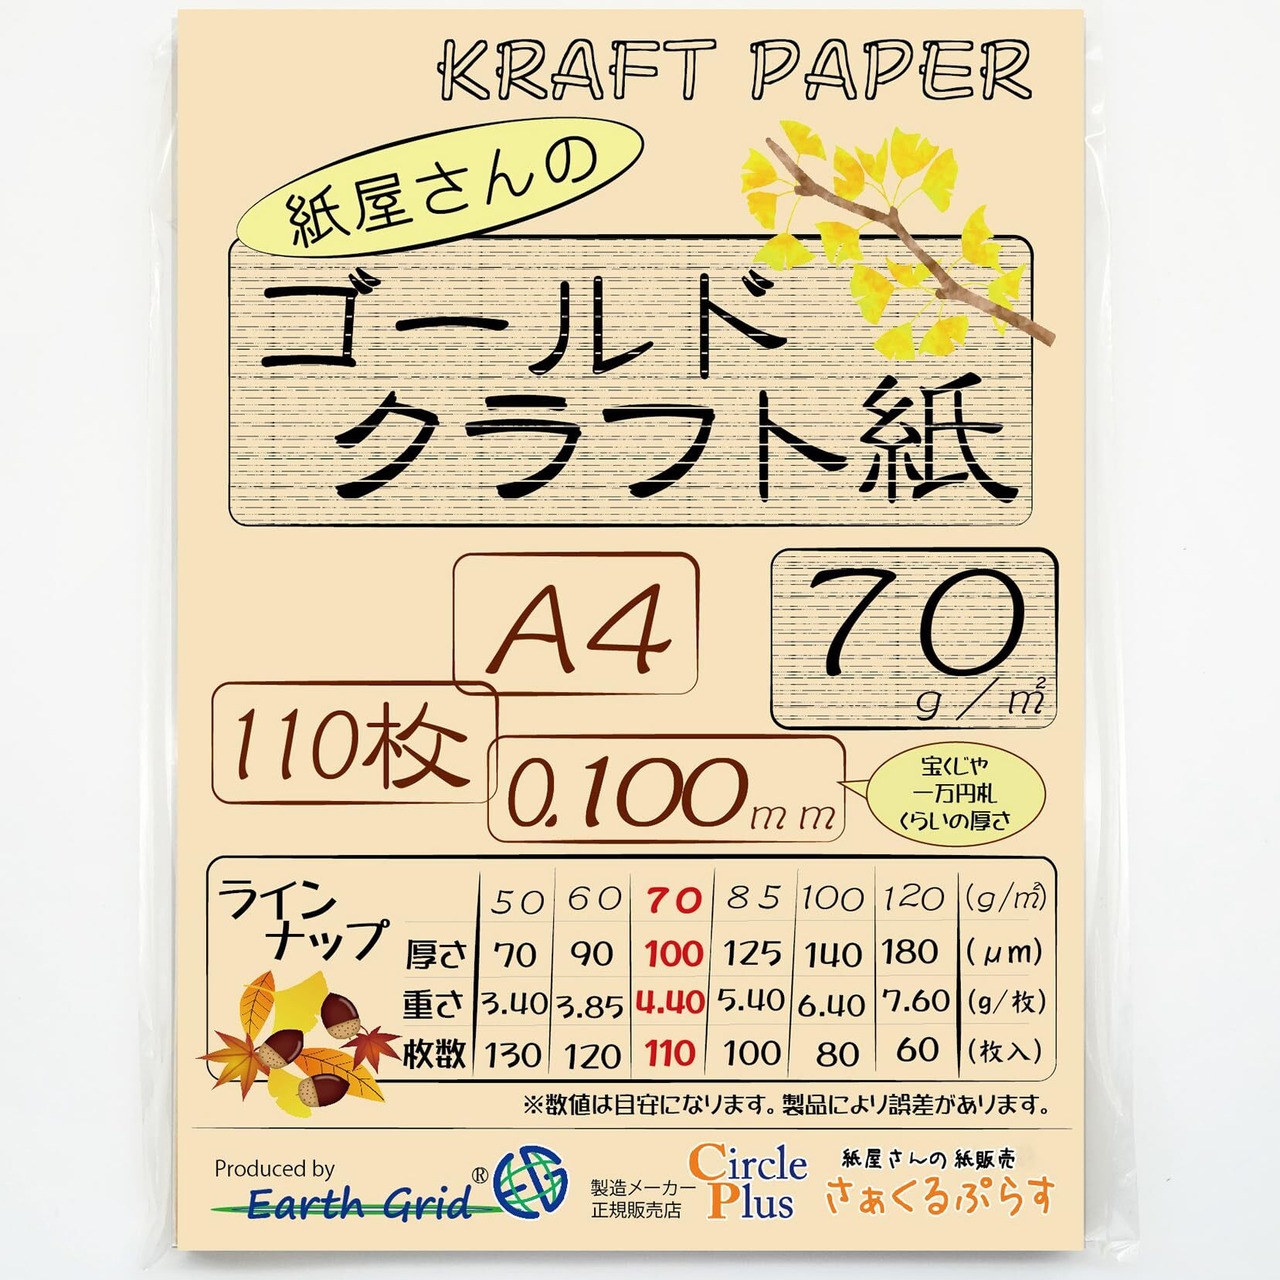 KRAFT PAPER
紙屋さんの
ゴールド
クラフト紙
A4
70
g/㎡
110枚
0.100mm
宝くじや
一万円札
くらいの厚さ
ライン
ナップ
50 60 70 85 100 120 (g/㎡)
厚さ 70 90 100 125 140 180 (μm)
重さ 3.40 3.85 4.40 5.40 6.40 7.60 (g/枚)
枚数 130 120 110 100 80 60 (枚入)
※数値は目安になります。製品により誤差があります。
Produced by
Earth Grid ® EG
製造メーカー
正規販売店
Circle
Plus
紙屋さんの紙販売
さぁくるぷらす